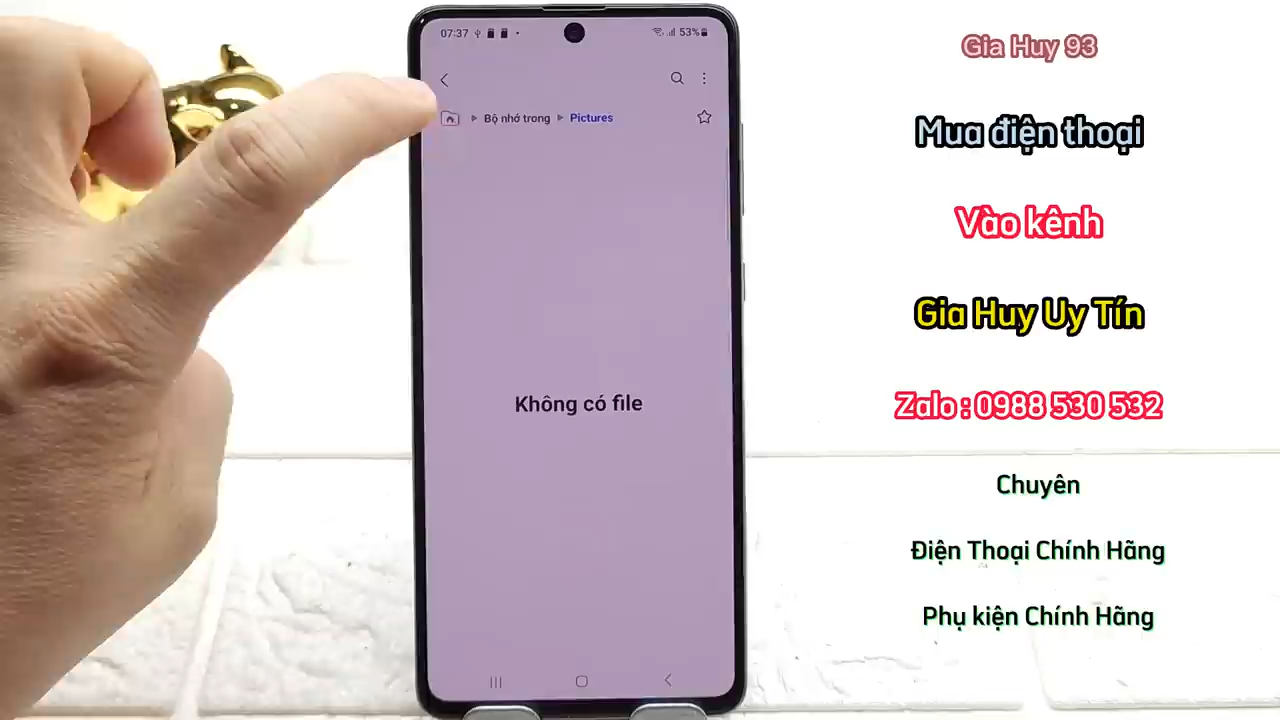 07:37
53%
Bộ nhớ trong
Pictures
Không có file
Gia Huy 93
Mua điện thoại
Vào kênh
Gia Huy Uy Tín
Zalo : 0988 530 532
Chuyên
Điện Thoại Chính Hãng
Phụ kiện Chính Hãng